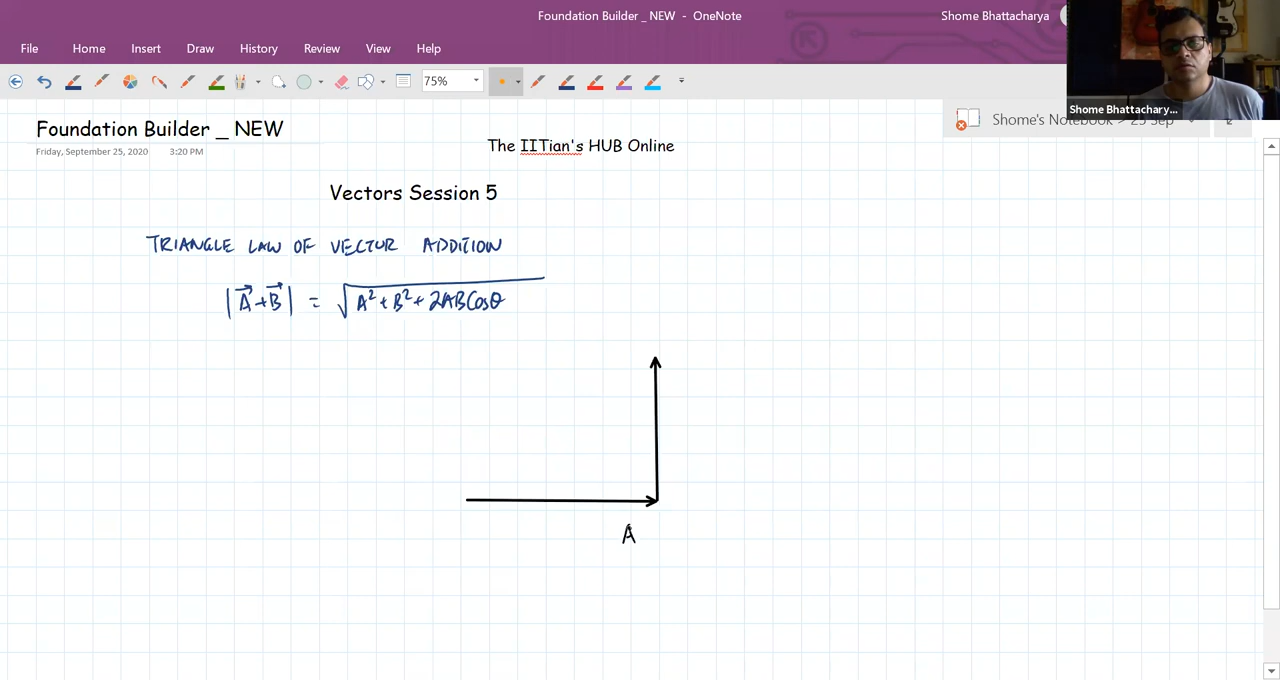 Foundation Builder _ NEW - OneNote
Shome Bhattacharya
File Home Insert Draw History Review View Help
75%
Shome Bhattachary...
Foundation Builder _ NEW
Friday, September 25, 2020 3:20 PM
The IITian's HUB Online
Shome's Notebook > 25 Sep
Vectors Session 5
TRIANGLE LAW OF VECTOR ADDITION
|A⃗+B⃗| = √(A²+B²+2ABCosθ)
A